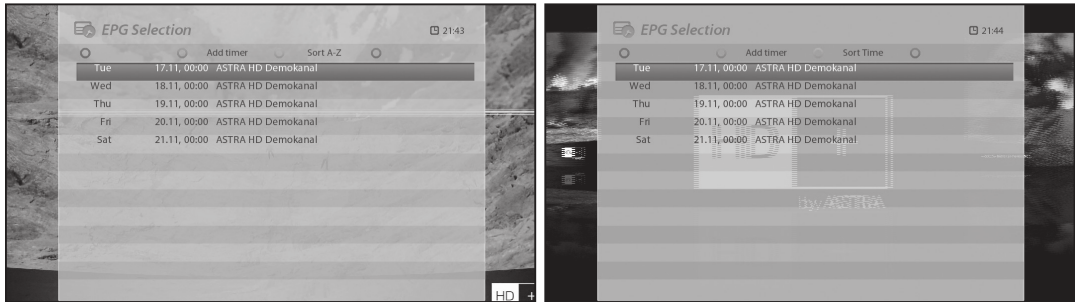 EPG Selection
21:43
Add timer
Sort A-Z
Tue 17.11, 00:00 ASTRA HD Demokanal
Wed 18.11, 00:00 ASTRA HD Demokanal
Thu 19.11, 00:00 ASTRA HD Demokanal
Fri 20.11, 00:00 ASTRA HD Demokanal
Sat 21.11, 00:00 ASTRA HD Demokanal
HD +
EPG Selection
21:44
Add timer
Sort Time
Tue 17.11, 00:00 ASTRA HD Demokanal
Wed 18.11, 00:00 ASTRA HD Demokanal
Thu 19.11, 00:00 ASTRA HD Demokanal
Fri 20.11, 00:00 ASTRA HD Demokanal
Sat 21.11, 00:00 ASTRA HD Demokanal
HD +
by ASTRA